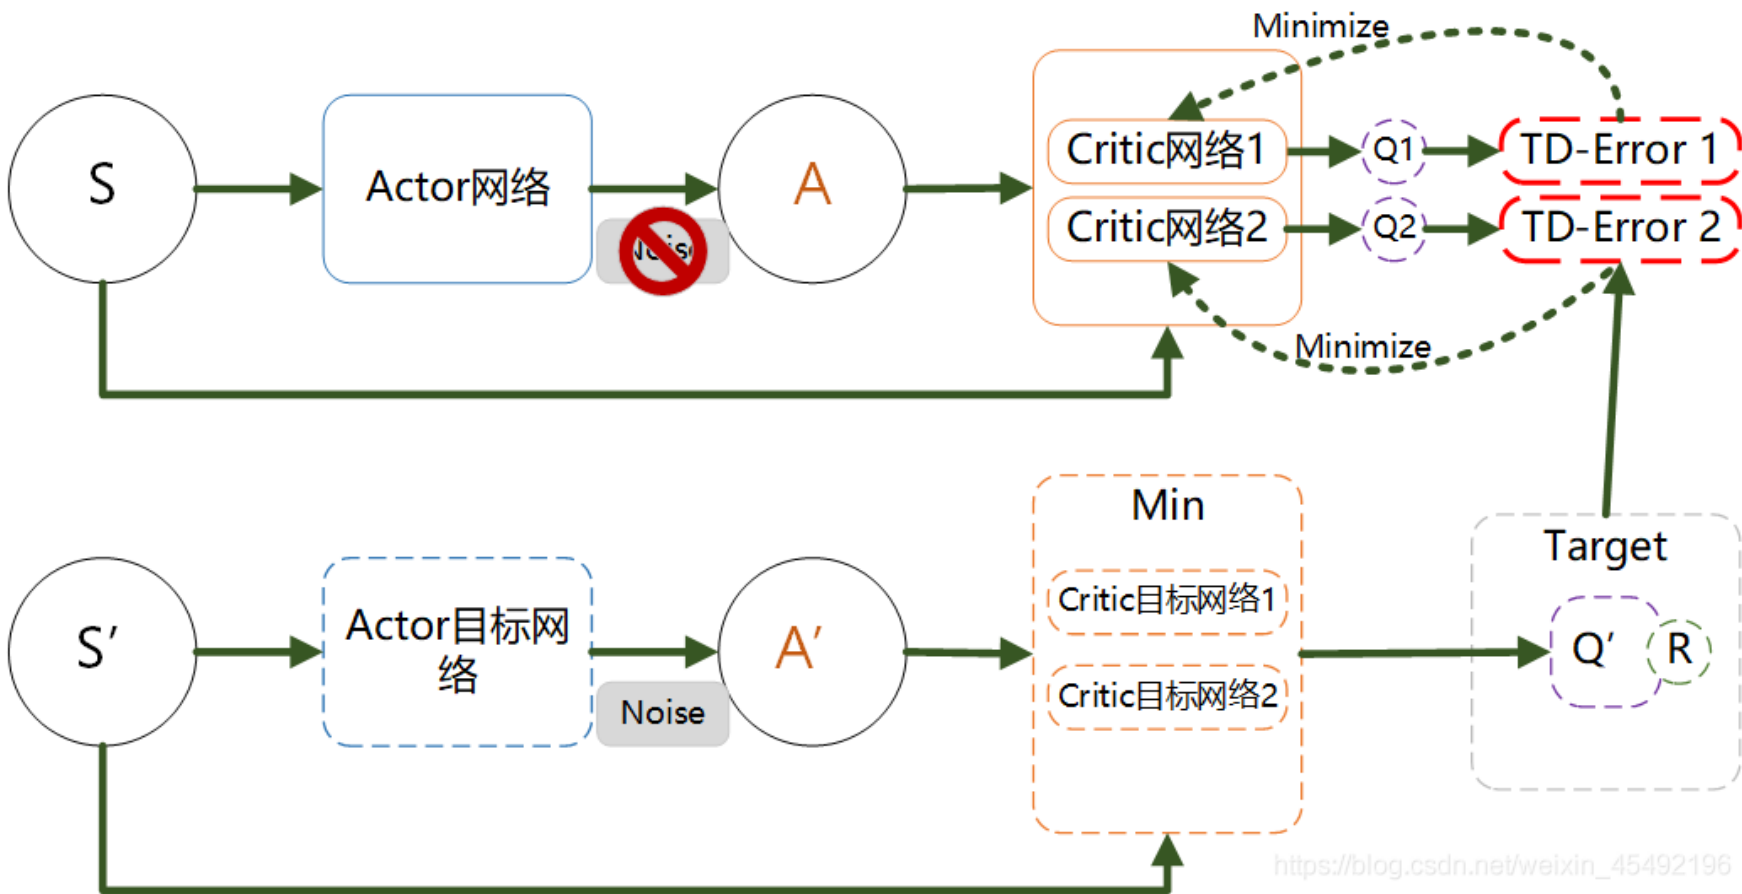 Minimize
S
Actor网络
Noise
A
Critic网络1
Q1
TD-Error 1
Critic网络2
Q2
TD-Error 2
Minimize
S′
Actor目标网
络
Noise
A′
Min
Critic目标网络1
Critic目标网络2
Target
Q′
R
https://blog.csdn.net/weixin_45492196